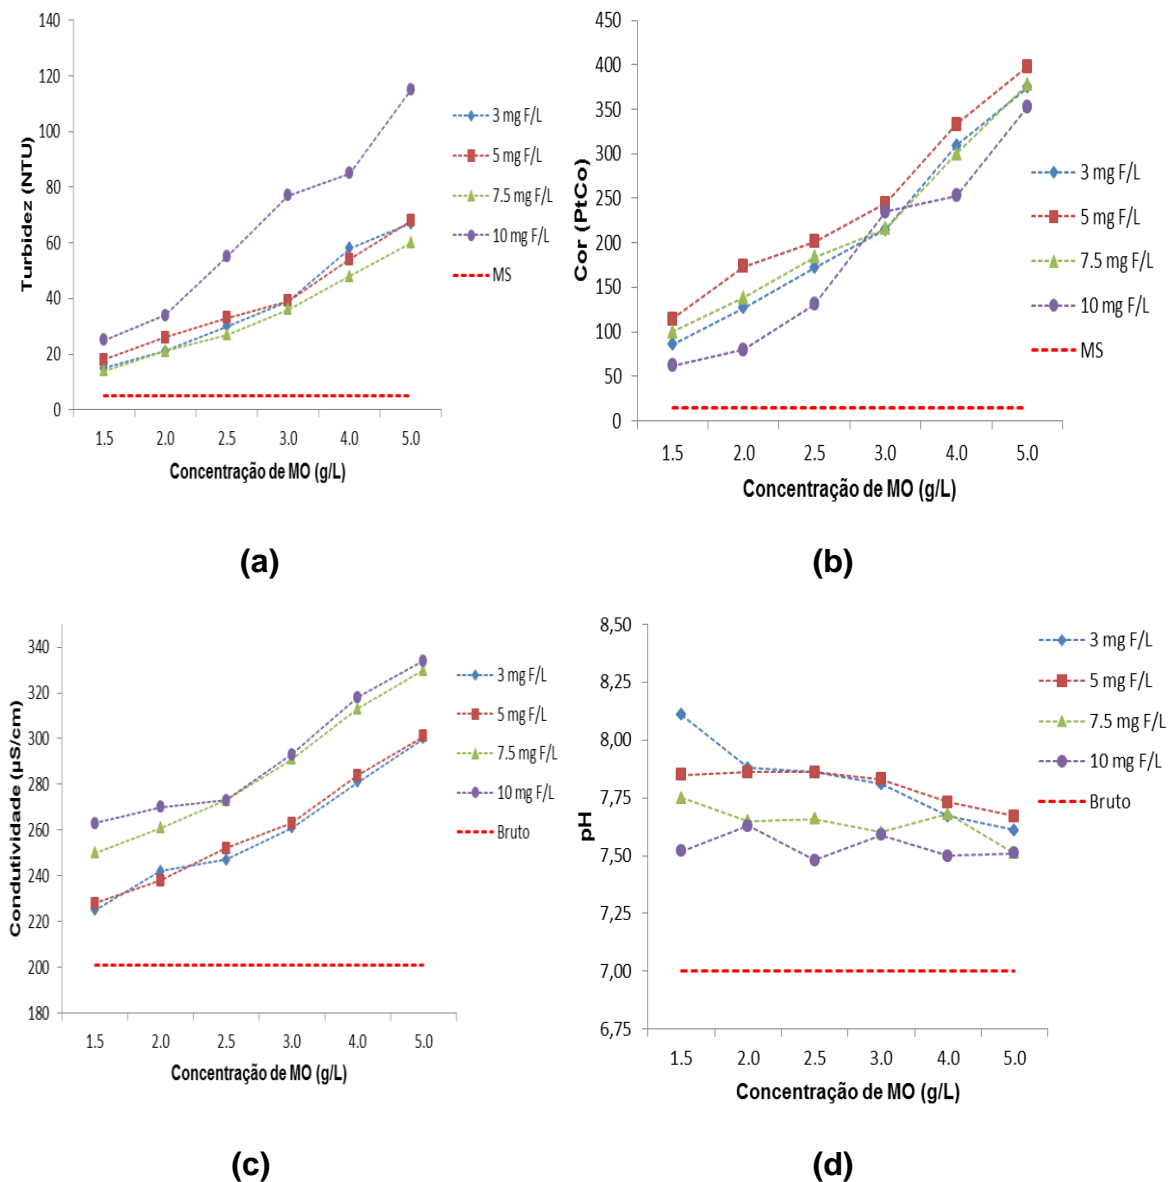 140
120
100
80
60
40
20
0
Turbidez (NTU)
1.5 2.0 2.5 3.0 4.0 5.0
Concentração de MO (g/L)
3 mg F/L
5 mg F/L
7.5 mg F/L
10 mg F/L
MS
(a)
450
400
350
300
250
200
150
100
50
0
Cor (PtCo)
1.5 2.0 2.5 3.0 4.0 5.0
Concentração de MO (g/L)
3 mg F/L
5 mg F/L
7.5 mg F/L
10 mg F/L
MS
(b)
340
320
300
280
260
240
220
200
180
Condutividade (µS/cm)
1.5 2.0 2.5 3.0 4.0 5.0
Concentração de MO (g/L)
3 mg F/L
5 mg F/L
7.5 mg F/L
10 mg F/L
Bruto
(c)
8,50
8,25
8,00
7,75
7,50
7,25
7,00
6,75
pH
1.5 2.0 2.5 3.0 4.0 5.0
Concentração de MO (g/L)
3 mg F/L
5 mg F/L
7.5 mg F/L
10 mg F/L
Bruto
(d)